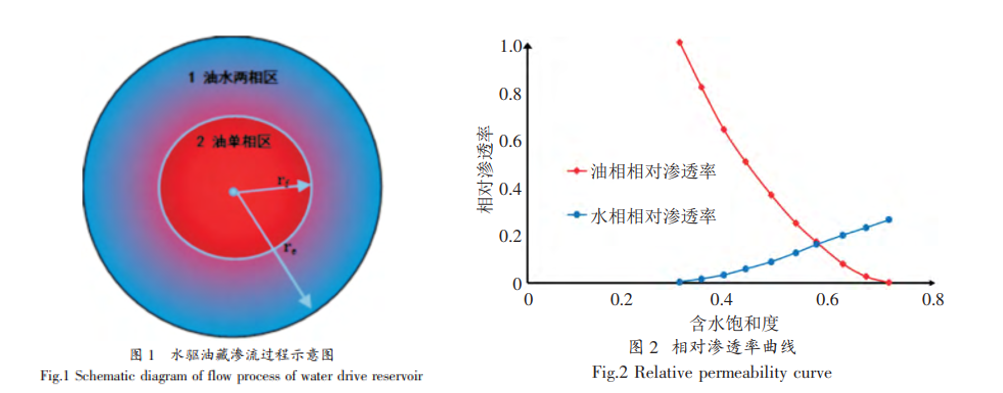 1 油水两相区
2 油单相区
rf
re
图 1 水驱油藏渗流过程示意图
Fig.1 Schematic diagram of flow process of water drive reservoir
相对渗透率
1.0
0.8
0.6
0.4
0.2
0
油相相对渗透率
水相相对渗透率
0 0.2 0.4 0.6 0.8
含水饱和度
图 2 相对渗透率曲线
Fig.2 Relative permeability curve